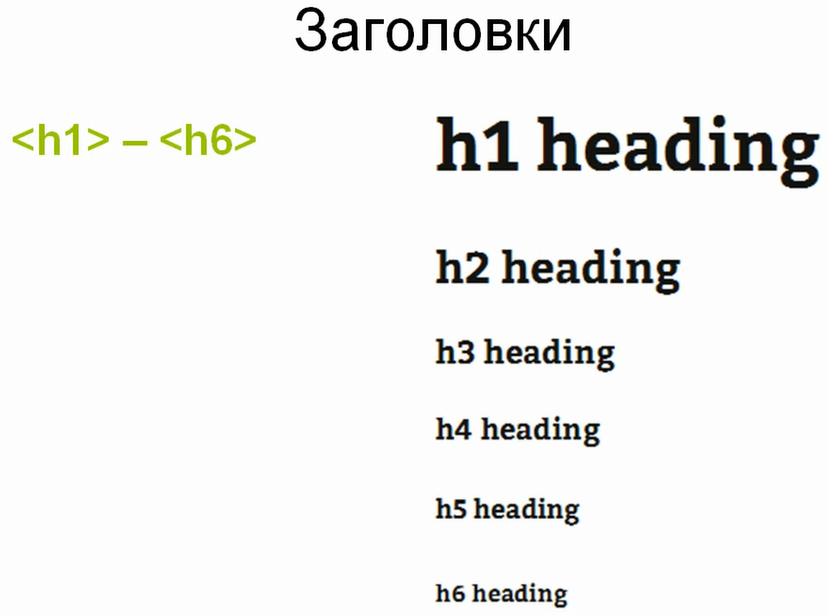 Заголовки
<h1> – <h6>
h1 heading
h2 heading
h3 heading
h4 heading
h5 heading
h6 heading